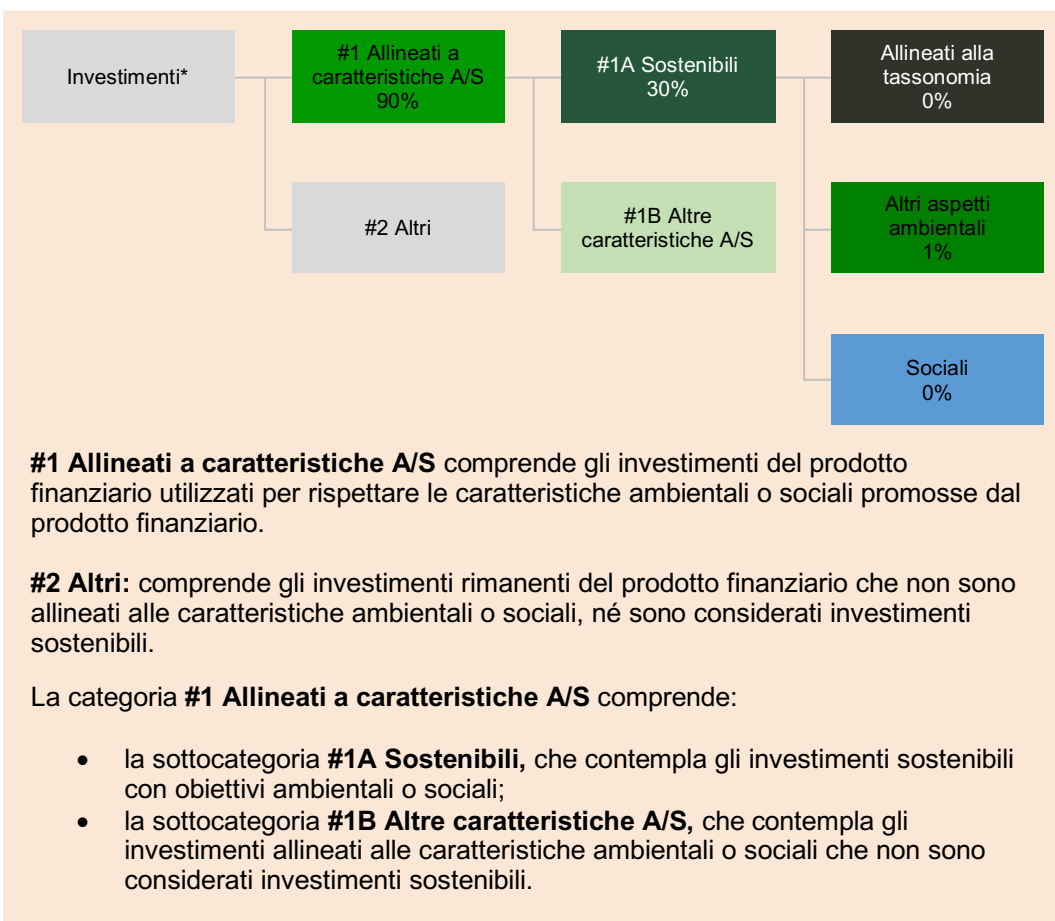 Investimenti*
#1 Allineati a
caratteristiche A/S
90%
#1A Sostenibili
30%
Allineati alla
tassonomia
0%
#2 Altri
#1B Altre
caratteristiche A/S
Altri aspetti
ambientali
1%
Sociali
0%
#1 Allineati a caratteristiche A/S comprende gli investimenti del prodotto
finanziario utilizzati per rispettare le caratteristiche ambientali o sociali promosse dal
prodotto finanziario.
#2 Altri: comprende gli investimenti rimanenti del prodotto finanziario che non sono
allineati alle caratteristiche ambientali o sociali, né sono considerati investimenti
sostenibili.
La categoria #1 Allineati a caratteristiche A/S comprende:
• la sottocategoria #1A Sostenibili, che contempla gli investimenti sostenibili
con obiettivi ambientali o sociali;
• la sottocategoria #1B Altre caratteristiche A/S, che contempla gli
investimenti allineati alle caratteristiche ambientali o sociali che non sono
considerati investimenti sostenibili.